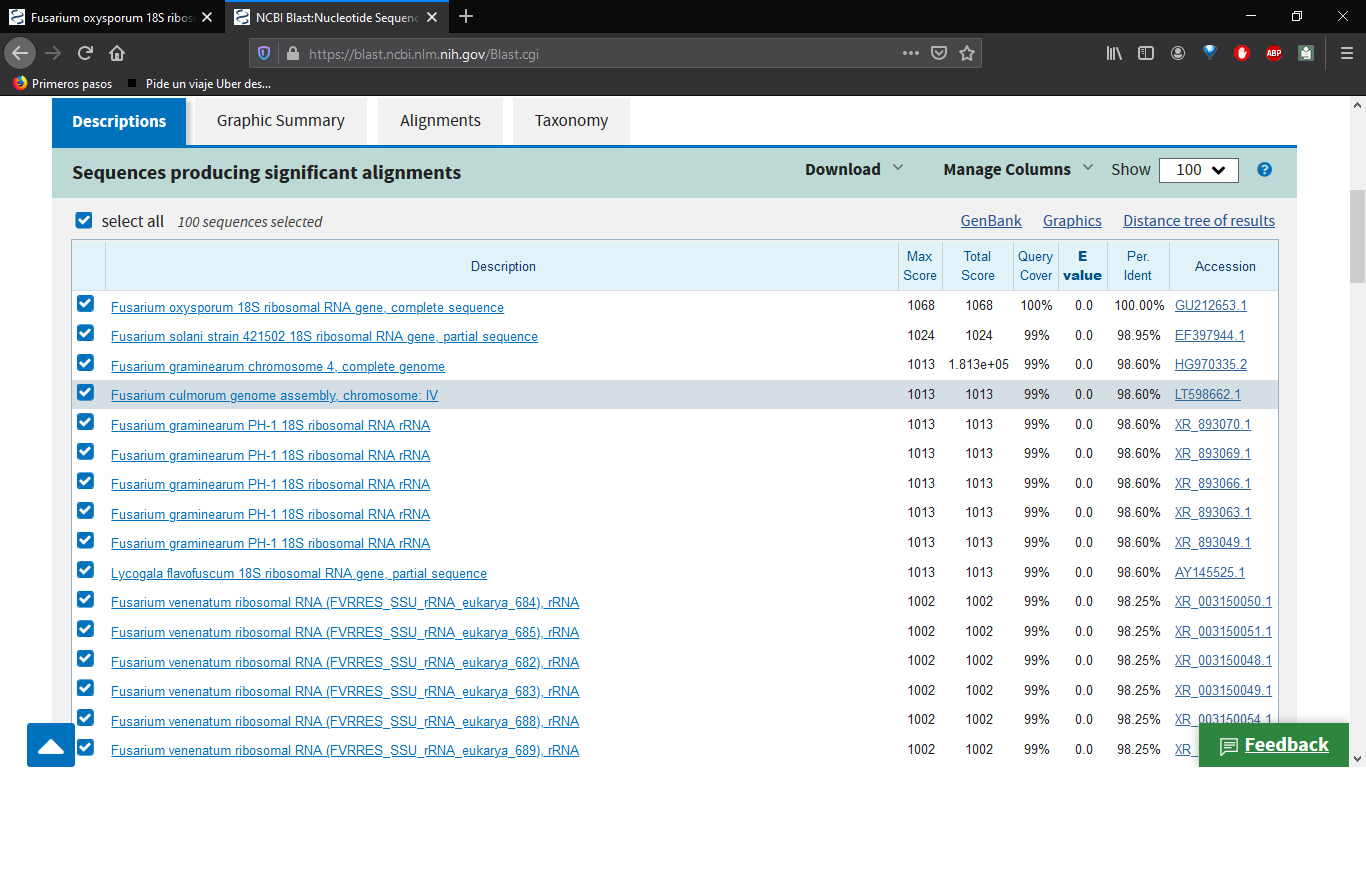 Fusarium oxysporum 18S ribos
NCBI Blast:Nucleotide Sequenc
https://blast.ncbi.nlm.nih.gov/Blast.cgi
ABP
Primeros pasos Pide un viaje Uber des...
Descriptions Graphic Summary Alignments Taxonomy
Sequences producing significant alignments Download Manage Columns Show 100 ?
select all 100 sequences selected GenBank Graphics Distance tree of results
Description Max Score Total Score Query Cover E value Per. Ident Accession
Fusarium oxysporum 18S ribosomal RNA gene, complete sequence 1068 1068 100% 0.0 100.00% GU212653.1
Fusarium solani strain 421502 18S ribosomal RNA gene, partial sequence 1024 1024 99% 0.0 98.95% EF397944.1
Fusarium graminearum chromosome 4, complete genome 1013 1.813e+05 99% 0.0 98.60% HG970335.2
Fusarium culmorum genome assembly, chromosome: IV 1013 1013 99% 0.0 98.60% LT598662.1
Fusarium graminearum PH-1 18S ribosomal RNA rRNA 1013 1013 99% 0.0 98.60% XR_893070.1
Fusarium graminearum PH-1 18S ribosomal RNA rRNA 1013 1013 99% 0.0 98.60% XR_893069.1
Fusarium graminearum PH-1 18S ribosomal RNA rRNA 1013 1013 99% 0.0 98.60% XR_893066.1
Fusarium graminearum PH-1 18S ribosomal RNA rRNA 1013 1013 99% 0.0 98.60% XR_893063.1
Fusarium graminearum PH-1 18S ribosomal RNA rRNA 1013 1013 99% 0.0 98.60% XR_893049.1
Lycogala flavofuscum 18S ribosomal RNA gene, partial sequence 1013 1013 99% 0.0 98.60% AY145525.1
Fusarium venenatum ribosomal RNA (FVRRES_SSU_rRNA_eukarya_684), rRNA 1002 1002 99% 0.0 98.25% XR_003150050.1
Fusarium venenatum ribosomal RNA (FVRRES_SSU_rRNA_eukarya_685), rRNA 1002 1002 99% 0.0 98.25% XR_003150051.1
Fusarium venenatum ribosomal RNA (FVRRES_SSU_rRNA_eukarya_682), rRNA 1002 1002 99% 0.0 98.25% XR_003150048.1
Fusarium venenatum ribosomal RNA (FVRRES_SSU_rRNA_eukarya_683), rRNA 1002 1002 99% 0.0 98.25% XR_003150049.1
Fusarium venenatum ribosomal RNA (FVRRES_SSU_rRNA_eukarya_688), rRNA 1002 1002 99% 0.0 98.25% XR_003150054.1
Fusarium venenatum ribosomal RNA (FVRRES_SSU_rRNA_eukarya_689), rRNA 1002 1002 99% 0.0 98.25% XR_
Feedback